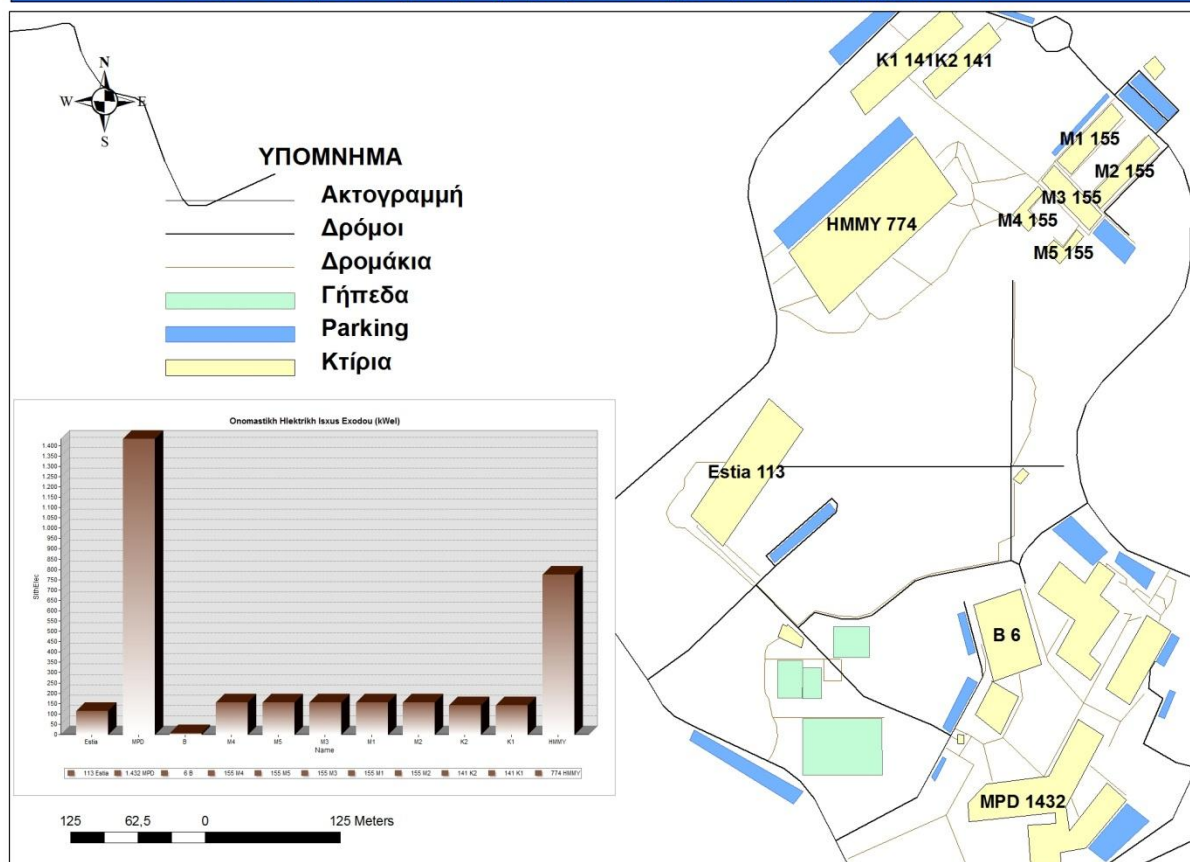 N
W E
S
ΥΠΟΜΝΗΜΑ
Ακτογραμμή
Δρόμοι
Δρομάκια
Γήπεδα
Parking
Κτίρια
K1 141
K2 141
M1 155
M2 155
M3 155
M4 155
M5 155
HMMY 774
Estia 113
B 6
MPD 1432
Onomastikh Hlektrikh Isxus Exodou (kWel)
SithElec
1.400
1.350
1.300
1.250
1.200
1.150
1.100
1.050
1.000
950
900
850
800
750
700
650
600
550
500
450
400
350
300
250
200
150
100
50
0
Estia MPD B M4 M5 M3 M1 M2 K2 K1 HMMY
Name
113 Estia 1.432 MPD 6 B 155 M4 155 M5 155 M3 155 M1 155 M2 141 K2 141 K1 774 HMMY
125 62,5 0 125 Meters